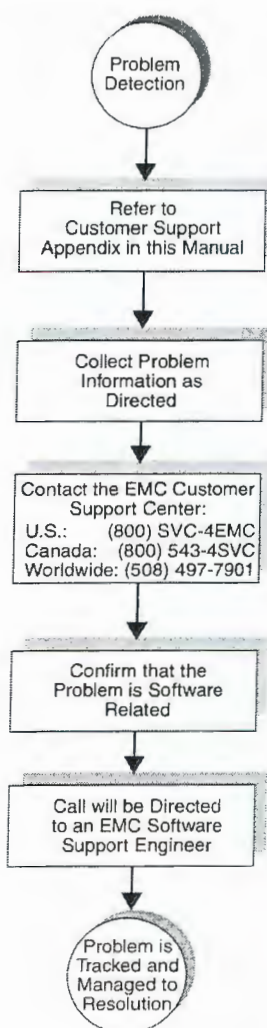 Problem
Detection
Refer to
Customer Support
Appendix in this Manual
Collect Problem
Information as
Directed
Contact the EMC Customer
Support Center:
U.S.: (800) SVC-4EMC
Canada: (800) 543-4SVC
Worldwide: (508) 497-7901
Confirm that the
Problem is Software
Related
Call will be Directed
to an EMC Software
Support Engineer
Problem is
Tracked and
Managed to
Resolution